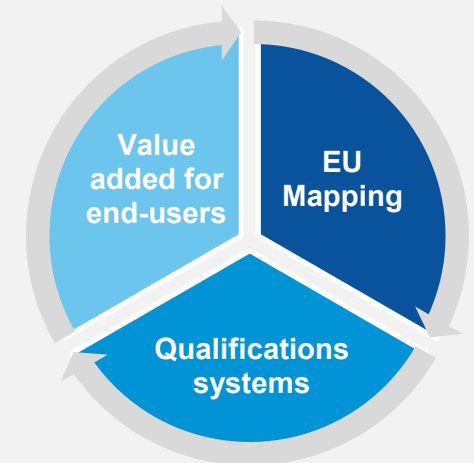 Value
added for
end-users
EU
Mapping
Qualifications
systems